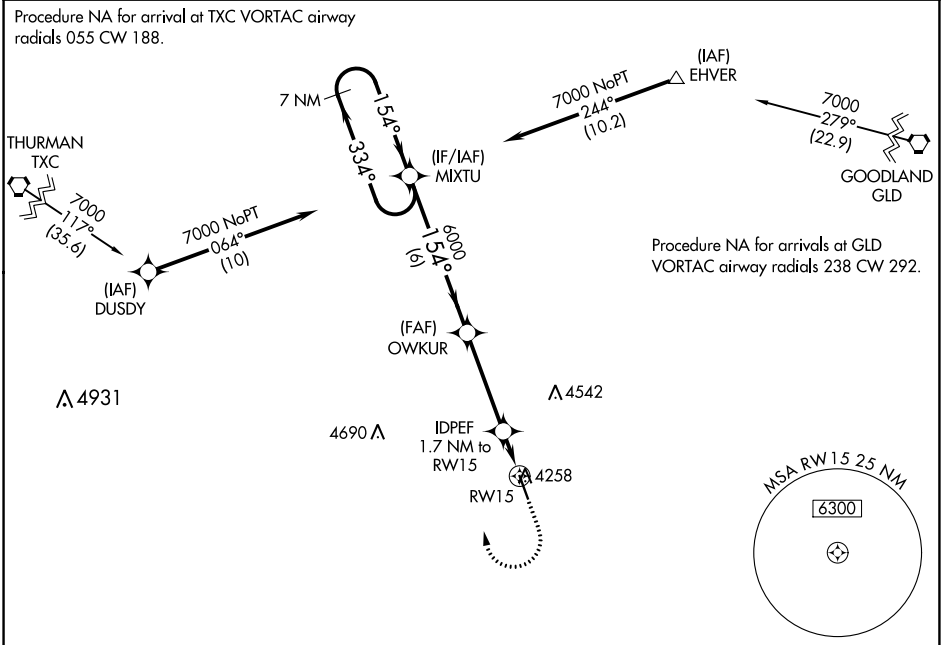 Procedure NA for arrival at TXC VORTAC airway
radials 055 CW 188.
(IAF)
EHVER
7 NM
154°
334°
7000 NoPT
244°
(10.2)
7000
279°
(22.9)
GOODLAND
GLD
THURMAN
TXC
(IF/IAF)
MIXTU
7000
117°
(35.6)
7000 NoPT
064°
(10)
6000
154°
(6)
Procedure NA for arrivals at GLD
VORTAC airway radials 238 CW 292.
(IAF)
DUSDY
(FAF)
OWKUR
4931
4542
4690
IDPEF
1.7 NM to
RW15
4258
RW15
MSA RW15 25 NM
6300